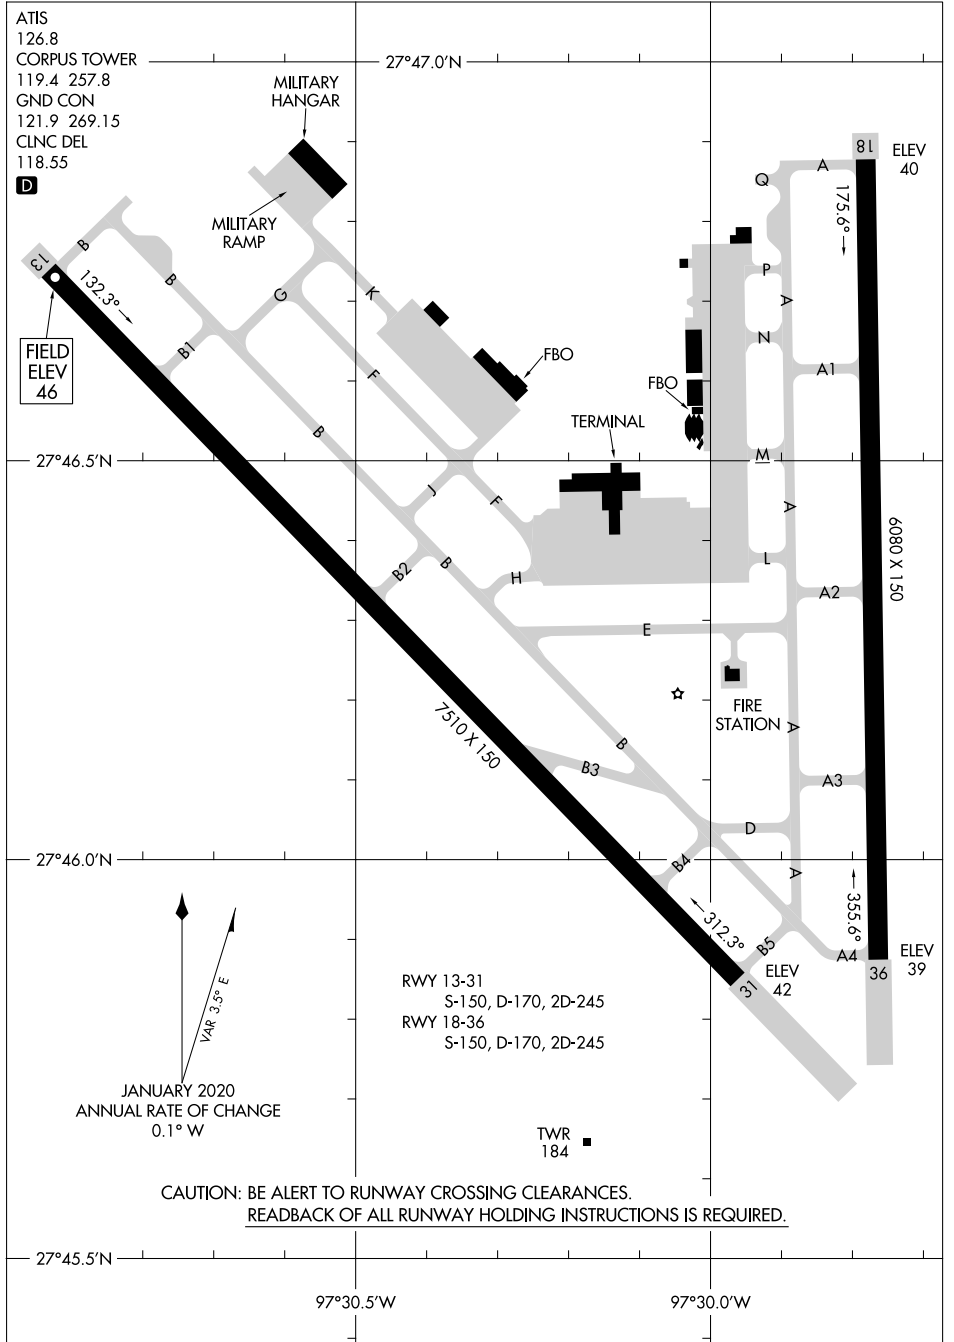 ATIS
126.8
CORPUS TOWER
119.4 257.8
GND CON
121.9 269.15
CLNC DEL
118.55
D
27°47.0'N
MILITARY
HANGAR
MILITARY
RAMP
18
ELEV
40
A
Q
175.6°
B
13
132.3°
B
G
K
P
A
N
FIELD
ELEV
46
B1
F
FBO
FBO
A1
B
TERMINAL
27°46.5'N
M
J
F
A
6080 X 150
B2
B
H
L
A2
E
FIRE
STATION
A
7510 X 150
B
B3
A3
D
27°46.0'N
B4
A
355.6°
312.3°
B5
A4
ELEV
39
36
31
ELEV
42
VAR 3.5° E
RWY 13-31
S-150, D-170, 2D-245
RWY 18-36
S-150, D-170, 2D-245
JANUARY 2020
ANNUAL RATE OF CHANGE
0.1° W
TWR
184
CAUTION: BE ALERT TO RUNWAY CROSSING CLEARANCES.
READBACK OF ALL RUNWAY HOLDING INSTRUCTIONS IS REQUIRED.
27°45.5'N
97°30.5'W
97°30.0'W